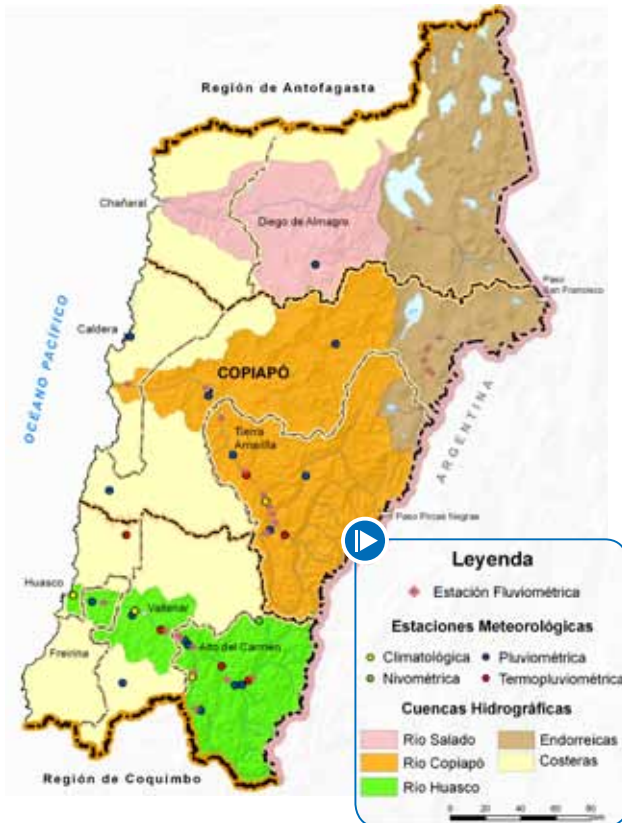 Región de Antofagasta
Chañaral
Diego de Almagro
Paso
San Francisco
Caldera
OCÉANO PACÍFICO
COPIAPÓ
Tierra
Amarilla
ARGENTINA
Paso Pircas Negras
Huasco
Vallenar
Alto del Carmen
Freirina
Región de Coquimbo
Leyenda
Estación Fluviométrica
Estaciones Meteorológicas
Climatológica
Pluviométrica
Nivométrica
Termopluviométrica
Cuencas Hidrográficas
Río Salado
Endorreicas
Río Copiapó
Costeras
Río Huasco
0 20 40 60 80